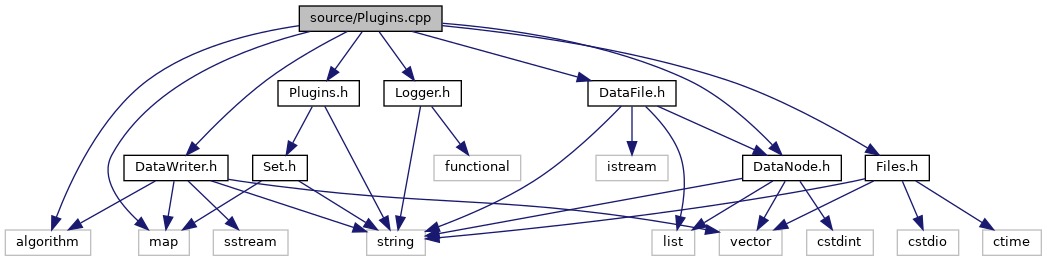 source/Plugins.cpp
Plugins.h
Logger.h
DataFile.h
DataWriter.h
Set.h
functional
istream
DataNode.h
Files.h
algorithm
map
sstream
string
list
vector
cstdint
cstdio
ctime